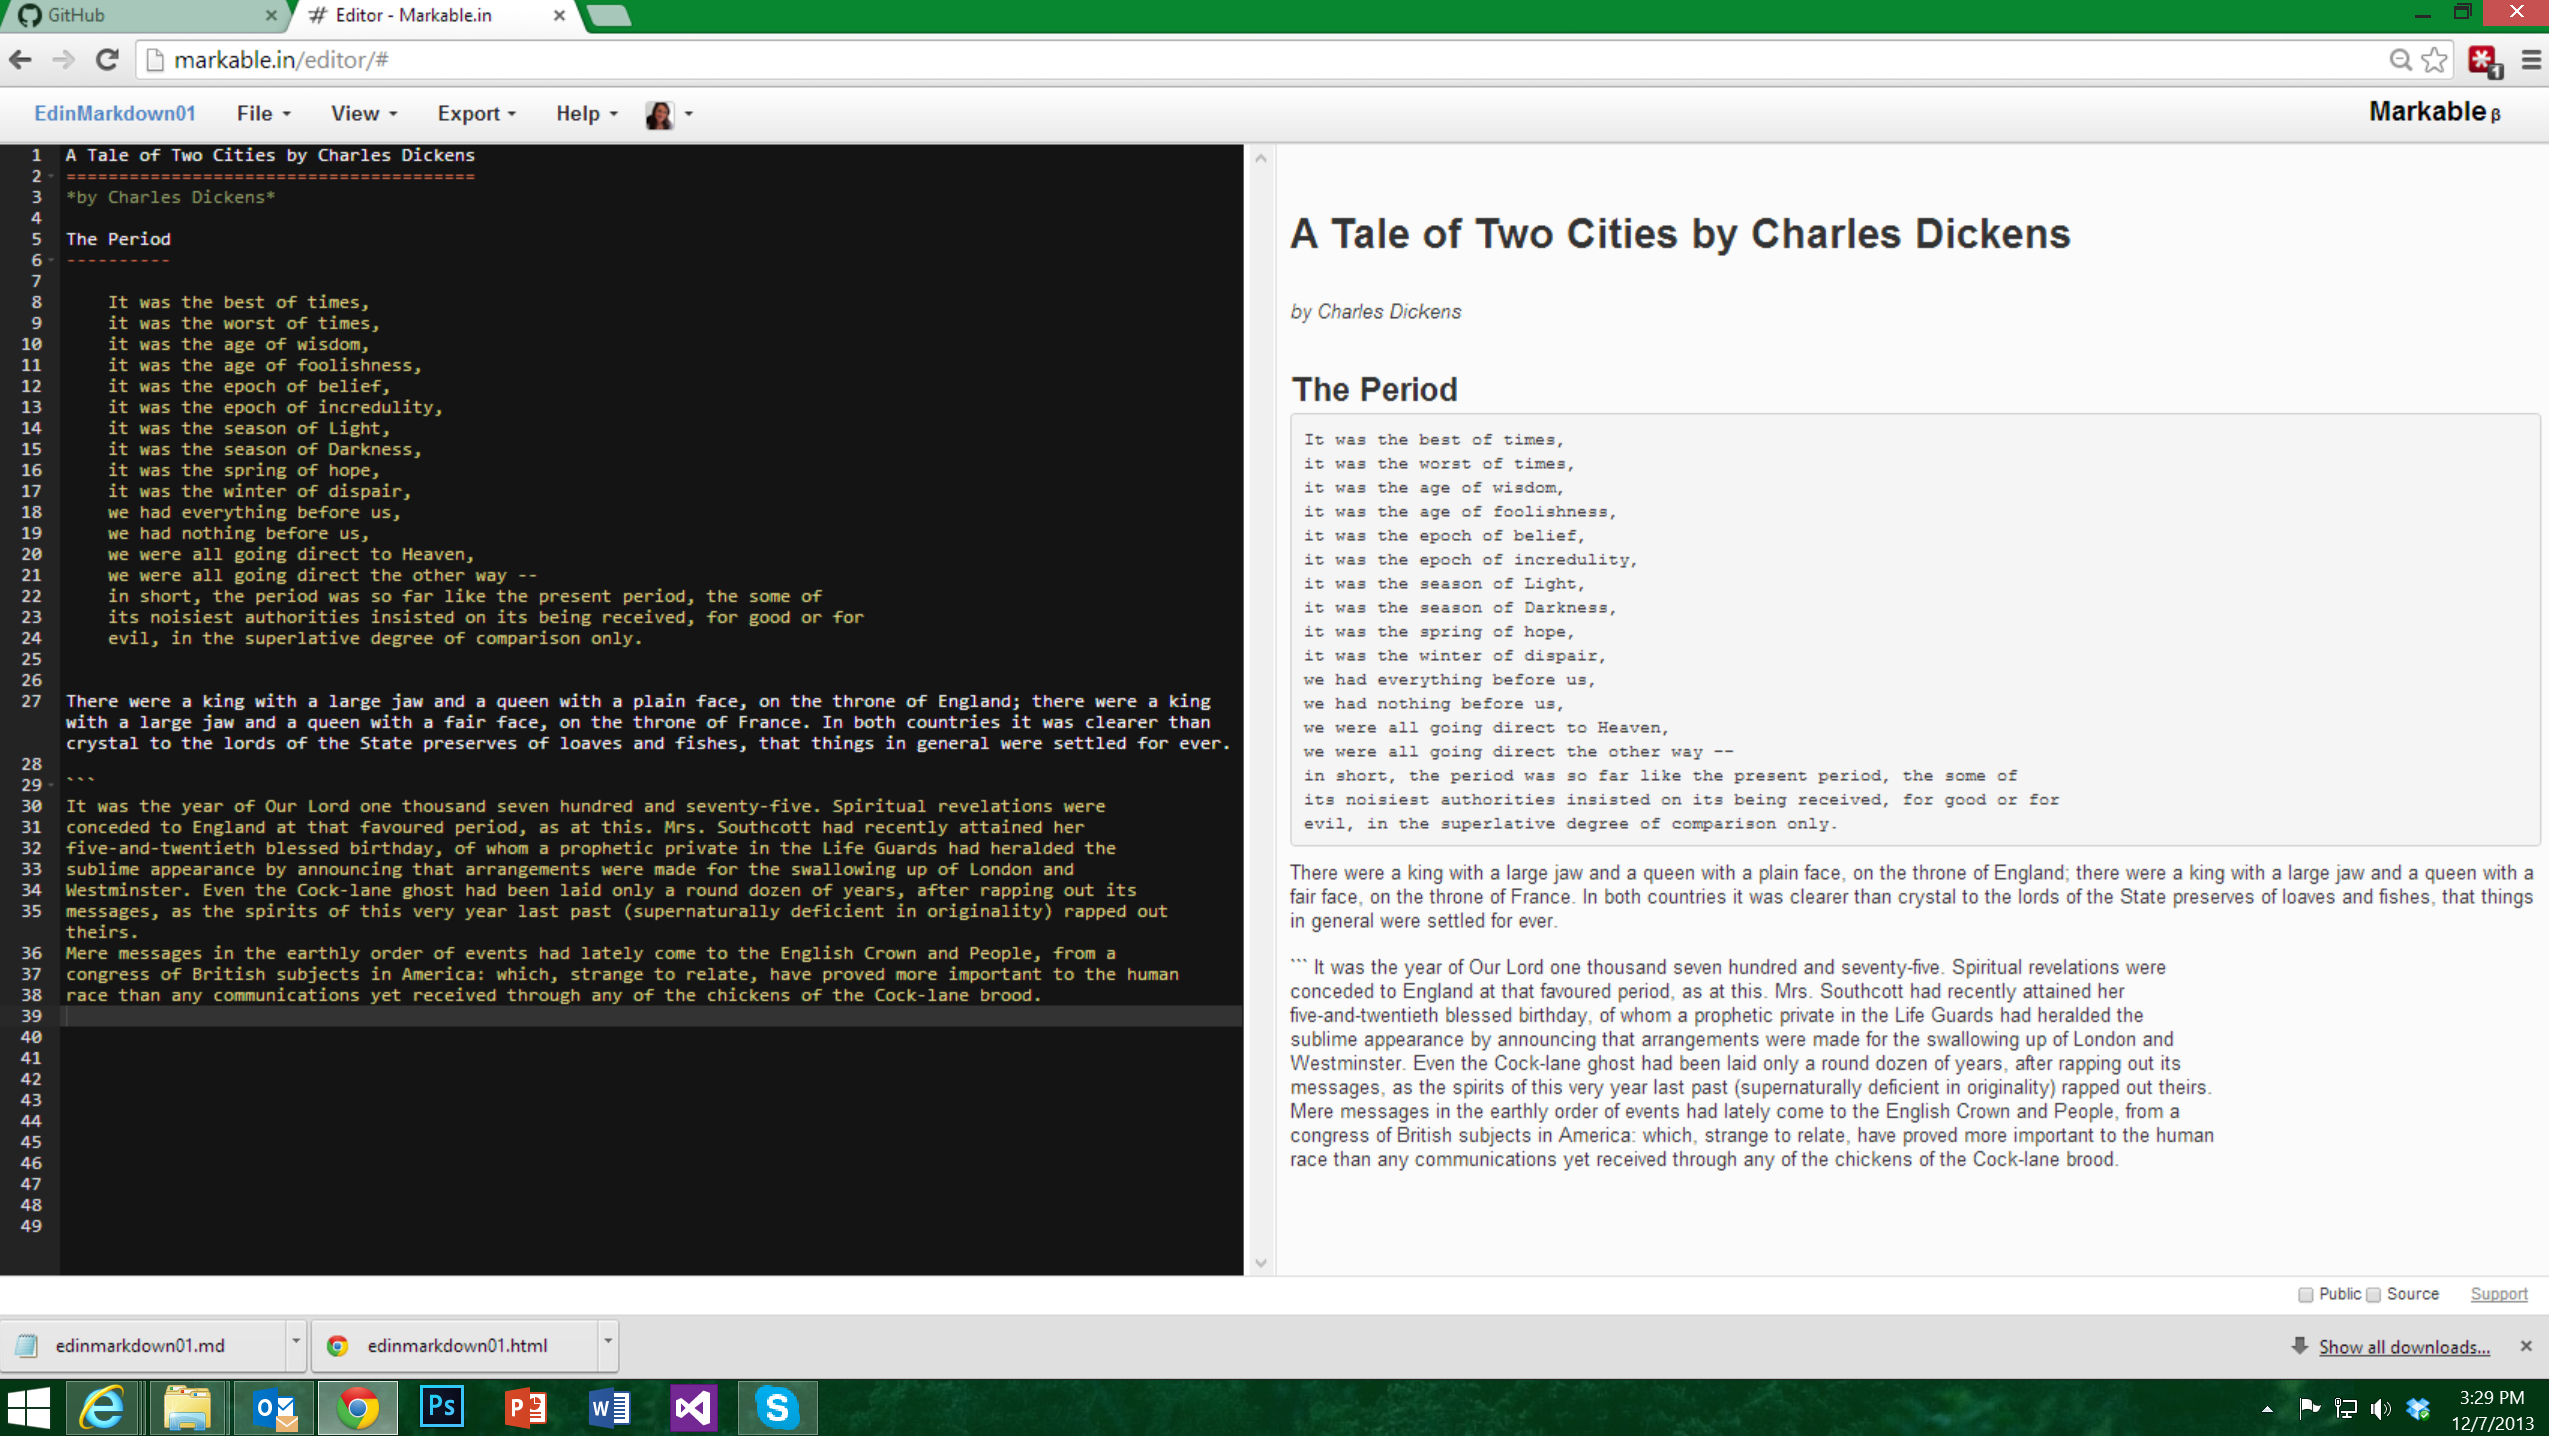 GitHub
# Editor - Markable.in
markable.in/editor/#
EdinMarkdown01 File View Export Help
Markable β
1 A Tale of Two Cities by Charles Dickens
2 =======================================
3 *by Charles Dickens*
4
5 The Period
6 ----------
7
8 It was the best of times,
9 it was the worst of times,
10 it was the age of wisdom,
11 it was the age of foolishness,
12 it was the epoch of belief,
13 it was the epoch of incredulity,
14 it was the season of Light,
15 it was the season of Darkness,
16 it was the spring of hope,
17 it was the winter of dispair,
18 we had everything before us,
19 we had nothing before us,
20 we were all going direct to Heaven,
21 we were all going direct the other way --
22 in short, the period was so far like the present period, the some of
23 its noisiest authorities insisted on its being received, for good or for
24 evil, in the superlative degree of comparison only.
25
26
27 There were a king with a large jaw and a queen with a plain face, on the throne of England; there were a king
with a large jaw and a queen with a fair face, on the throne of France. In both countries it was clearer than
crystal to the lords of the State preserves of loaves and fishes, that things in general were settled for ever.
28
29 ```
30 It was the year of Our Lord one thousand seven hundred and seventy-five. Spiritual revelations were
31 conceded to England at that favoured period, as at this. Mrs. Southcott had recently attained her
32 five-and-twentieth blessed birthday, of whom a prophetic private in the Life Guards had heralded the
33 sublime appearance by announcing that arrangements were made for the swallowing up of London and
34 Westminster. Even the Cock-lane ghost had been laid only a round dozen of years, after rapping out its
35 messages, as the spirits of this very year last past (supernaturally deficient in originality) rapped out
theirs.
36 Mere messages in the earthly order of events had lately come to the English Crown and People, from a
37 congress of British subjects in America: which, strange to relate, have proved more important to the human
38 race than any communications yet received through any of the chickens of the Cock-lane brood.
39
40
41
42
43
44
45
46
47
48
49
A Tale of Two Cities by Charles Dickens
by Charles Dickens
The Period
It was the best of times,
it was the worst of times,
it was the age of wisdom,
it was the age of foolishness,
it was the epoch of belief,
it was the epoch of incredulity,
it was the season of Light,
it was the season of Darkness,
it was the spring of hope,
it was the winter of dispair,
we had everything before us,
we had nothing before us,
we were all going direct to Heaven,
we were all going direct the other way --
in short, the period was so far like the present period, the some of
its noisiest authorities insisted on its being received, for good or for
evil, in the superlative degree of comparison only.
There were a king with a large jaw and a queen with a plain face, on the throne of England; there were a king with a large jaw and a queen with a
fair face, on the throne of France. In both countries it was clearer than crystal to the lords of the State preserves of loaves and fishes, that things
in general were settled for ever.
``` It was the year of Our Lord one thousand seven hundred and seventy-five. Spiritual revelations were
conceded to England at that favoured period, as at this. Mrs. Southcott had recently attained her
five-and-twentieth blessed birthday, of whom a prophetic private in the Life Guards had heralded the
sublime appearance by announcing that arrangements were made for the swallowing up of London and
Westminster. Even the Cock-lane ghost had been laid only a round dozen of years, after rapping out its
messages, as the spirits of this very year last past (supernaturally deficient in originality) rapped out theirs.
Mere messages in the earthly order of events had lately come to the English Crown and People, from a
congress of British subjects in America: which, strange to relate, have proved more important to the human
race than any communications yet received through any of the chickens of the Cock-lane brood.
Public Source Support
edinmarkdown01.md
edinmarkdown01.html
Show all downloads...
3:29 PM
12/7/2013